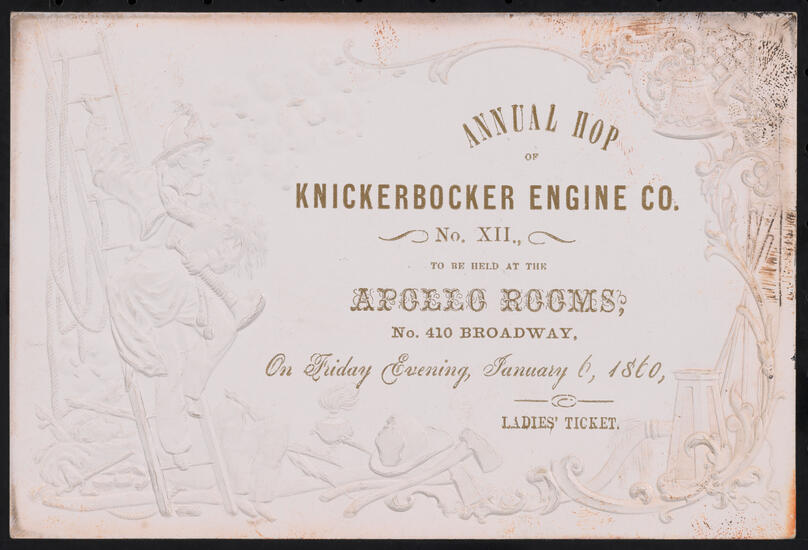 ANNUAL HOP
OF
KNICKERBOCKER ENGINE CO.
No. XII.,
TO BE HELD AT THE
APOLLO ROOMS,
No. 410 BROADWAY,
On Friday Evening, January 6, 1860,
LADIES' TICKET.